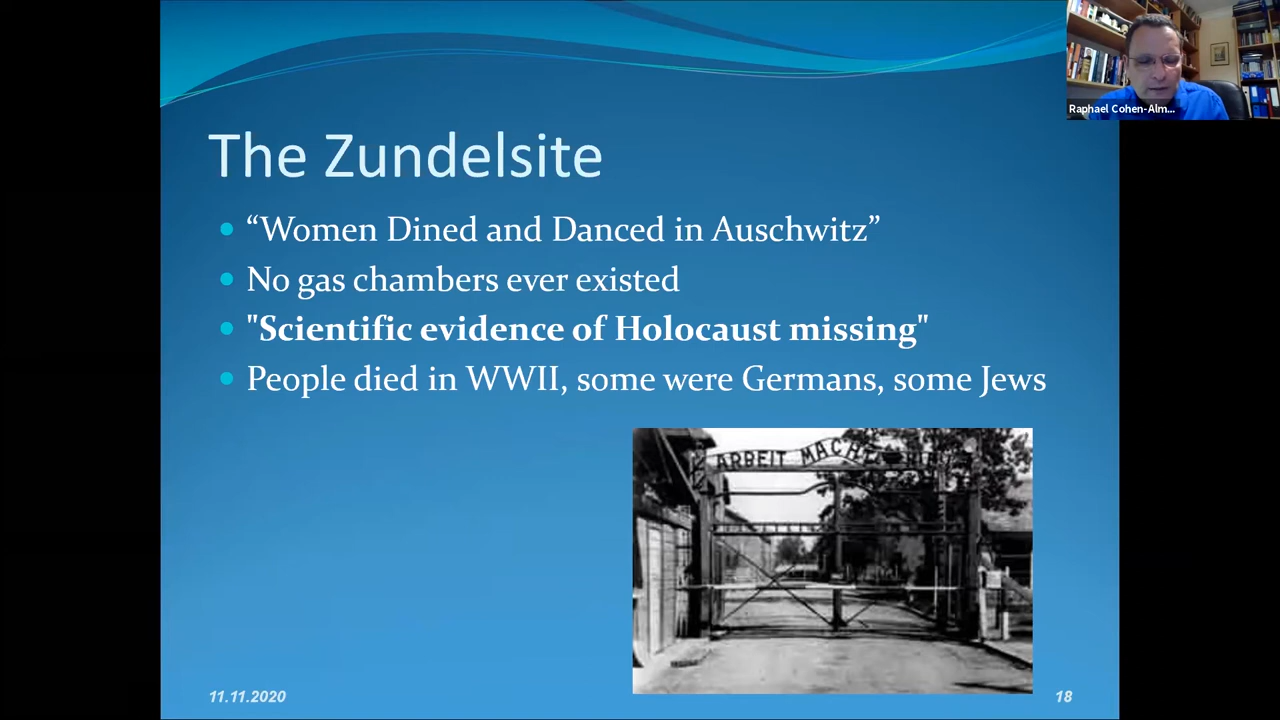 Raphael Cohen-Alm...
The Zundelsite
“Women Dined and Danced in Auschwitz”
No gas chambers ever existed
"Scientific evidence of Holocaust missing"
People died in WWII, some were Germans, some Jews
ARBEIT MACHT
11.11.2020
18